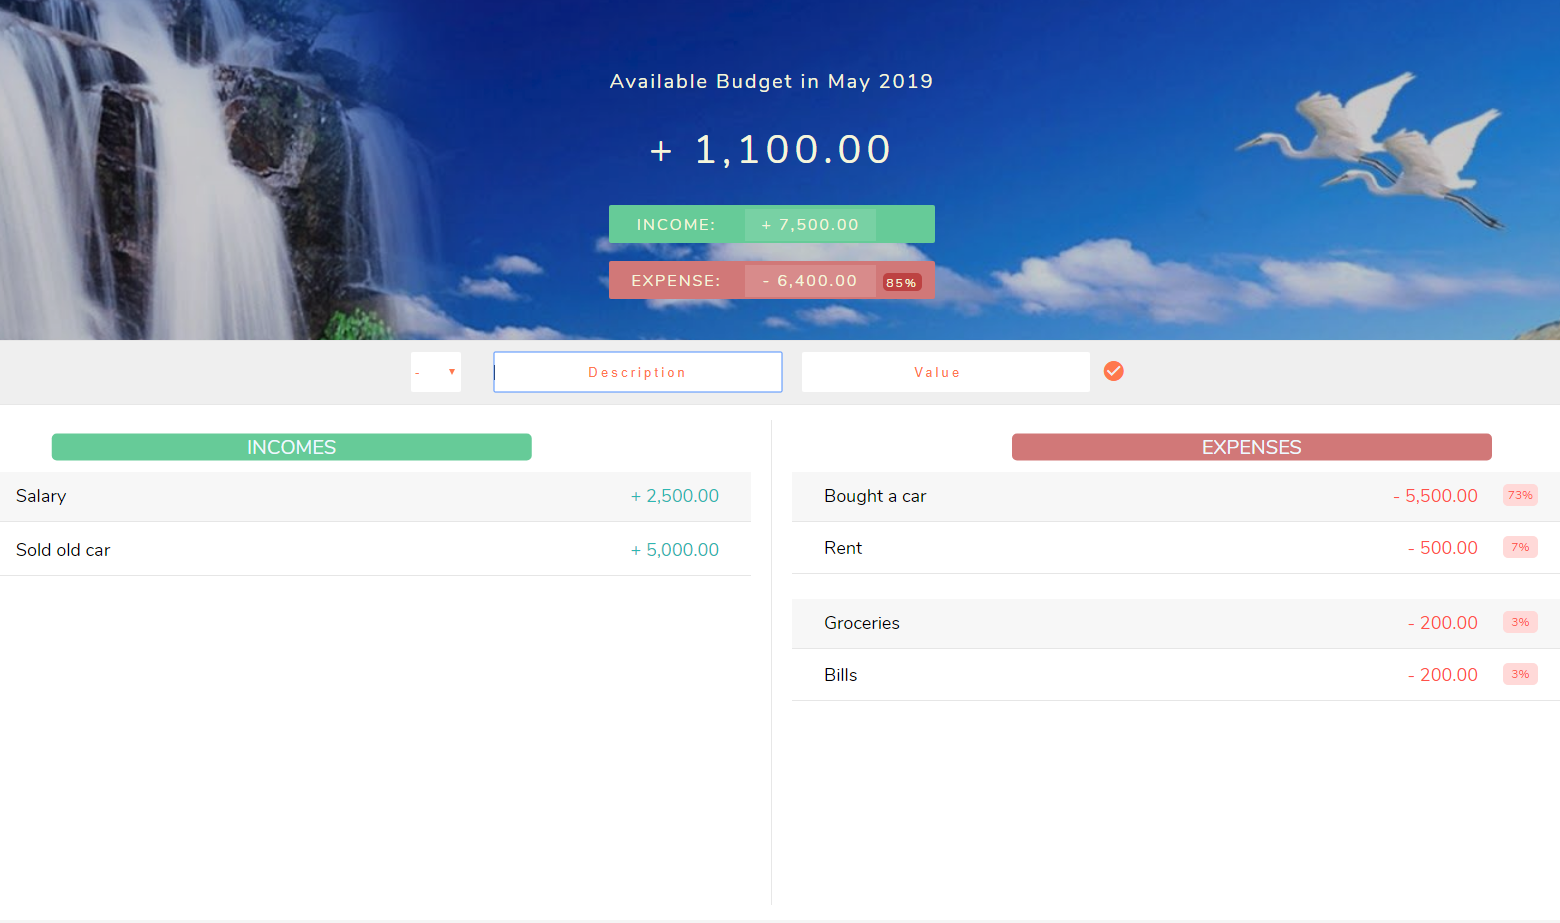 Available Budget in May 2019
+ 1,100.00
INCOME: + 7,500.00
EXPENSE: - 6,400.00 85%
- ▼ Description Value
INCOMES
Salary + 2,500.00
Sold old car + 5,000.00
EXPENSES
Bought a car - 5,500.00 73%
Rent - 500.00 7%
Groceries - 200.00 3%
Bills - 200.00 3%